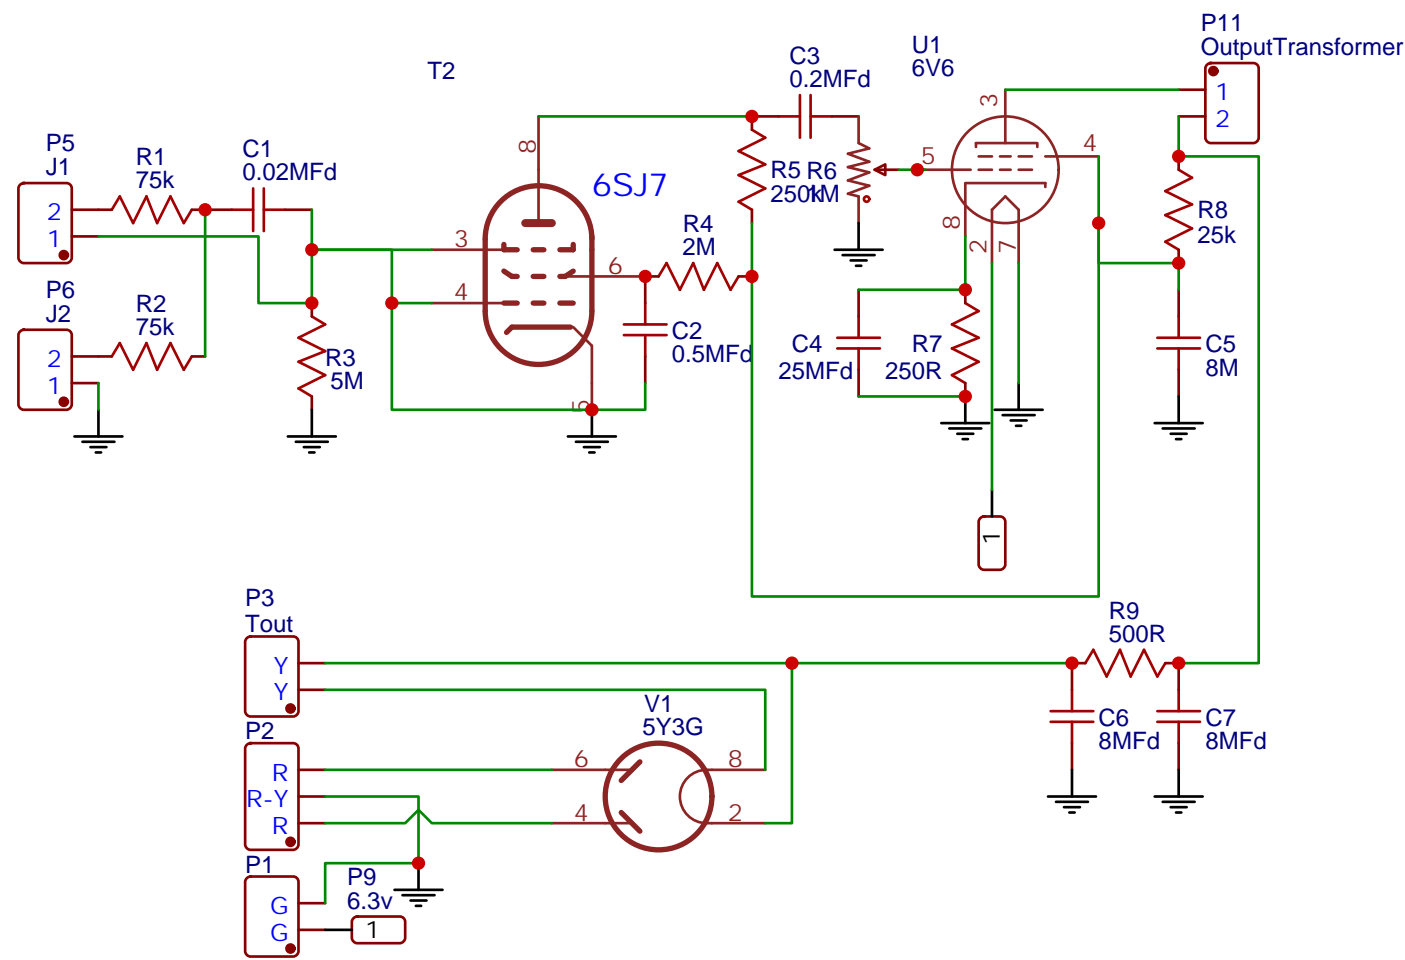 P11
OutputTransformer
1
2
U1
6V6
C3
0.2MFd
T2
P5
J1
2
1
R1
75k
C1
0.02MFd
8
3
4
6
5
6SJ7
R4
2M
R5
250k
R6
1M
3
5
4
8
2
7
R8
25k
P6
J2
2
1
R2
75k
R3
5M
C2
0.5MFd
C4
25MFd
R7
250R
C5
8M
1
P3
Tout
Y
Y
R9
500R
V1
5Y3G
6
8
4
2
C6
8MFd
C7
8MFd
P2
R
R-Y
R
P1
G
G
P9
6.3v
1